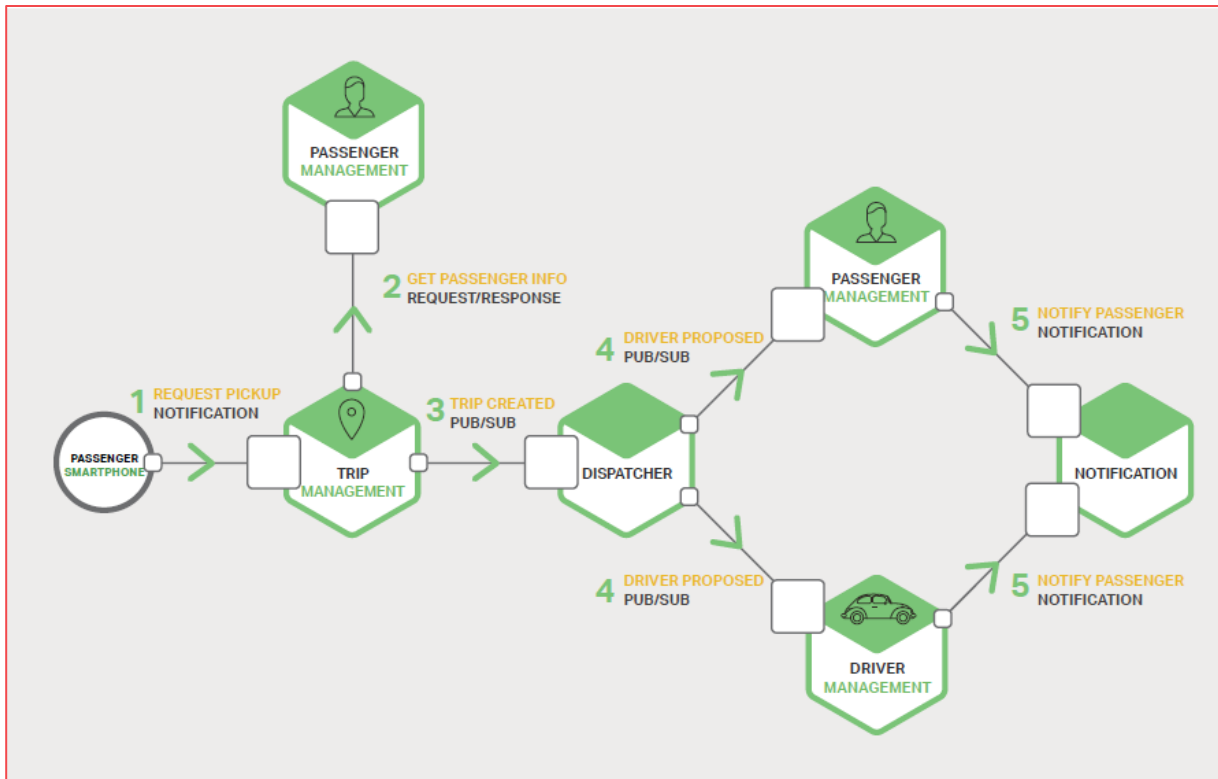 PASSENGER
MANAGEMENT
2 GET PASSENGER INFO
REQUEST/RESPONSE
1 REQUEST PICKUP
NOTIFICATION
PASSENGER
SMARTPHONE
TRIP
MANAGEMENT
3 TRIP CREATED
PUB/SUB
DISPATCHER
4 DRIVER PROPOSED
PUB/SUB
PASSENGER
MANAGEMENT
5 NOTIFY PASSENGER
NOTIFICATION
4 DRIVER PROPOSED
PUB/SUB
DRIVER
MANAGEMENT
5 NOTIFY PASSENGER
NOTIFICATION
NOTIFICATION